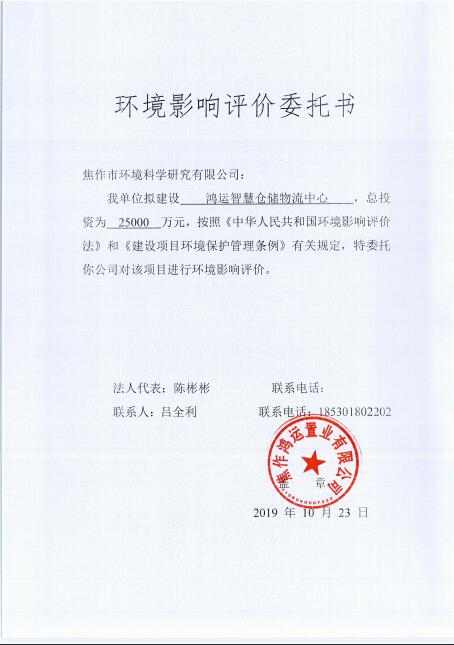 环境影响评价委托书
焦作市环境科学研究有限公司：
我单位拟建设 鸿运智慧仓储物流中心 ，总投
资为 25000 万元，按照《中华人民共和国环境影响评价
法》和《建设项目环境保护管理条例》有关规定，特委托
你公司对该项目进行环境影响评价。
法人代表：陈彬彬 联系电话：
联系人：吕全利 联系电话：185301802202
焦作鸿运置业有限公司
盖 章
2019 年 10 月 23 日